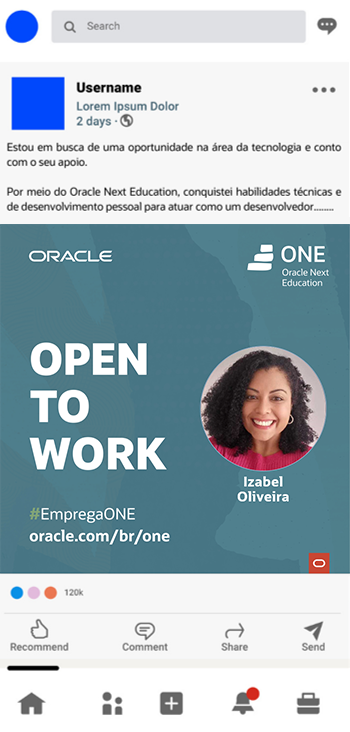 Search
Username
Lorem Ipsum Dolor
2 days ·
Estou em busca de uma oportunidade na área da tecnologia e conto
com o seu apoio.
Por meio do Oracle Next Education, conquistei habilidades técnicas e
de desenvolvimento pessoal para atuar como um desenvolvedor........
ORACLE
ONE
Oracle Next
Education
OPEN
TO
WORK
Izabel
Oliveira
#EmpregaONE
oracle.com/br/one
120k
Recommend
Comment
Share
Send